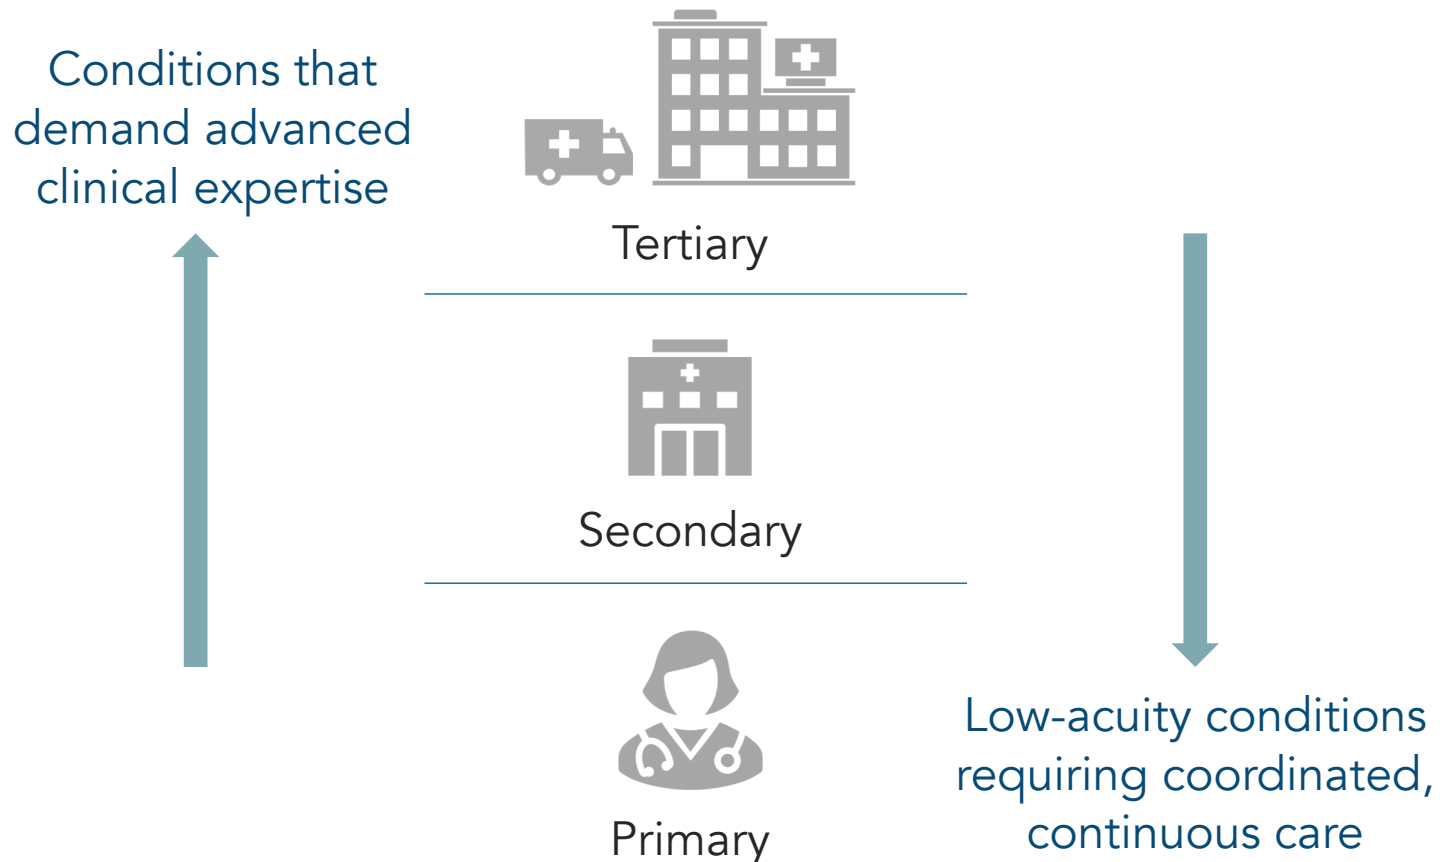 Conditions that
demand advanced
clinical expertise
Tertiary
Secondary
Primary
Low-acuity conditions
requiring coordinated,
continuous care